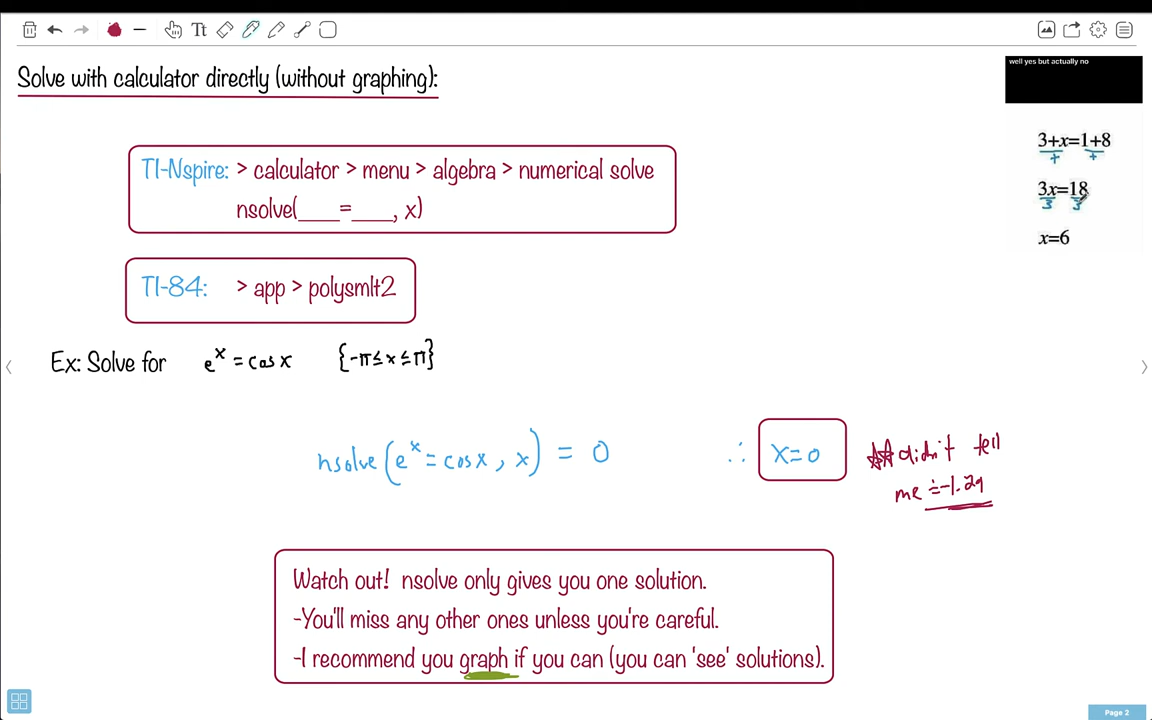 Tt
Solve with calculator directly (without graphing):
well yes but actually no
3+x=1+8
+ +
3x=18
3 3
x=6
TI-Nspire: > calculator > menu > algebra > numerical solve
nsolve(____=____, x)
TI-84: > app > polysmlt2
Ex: Solve for e^x = cos x {-π ≤ x ≤ π}
nsolve(e^x = cos x, x) = 0 ∴ x=0 ** didn't tell
me ≐ -1.29
Watch out! nsolve only gives you one solution.
-You'll miss any other ones unless you're careful.
-I recommend you graph if you can (you can 'see' solutions).
Page 2